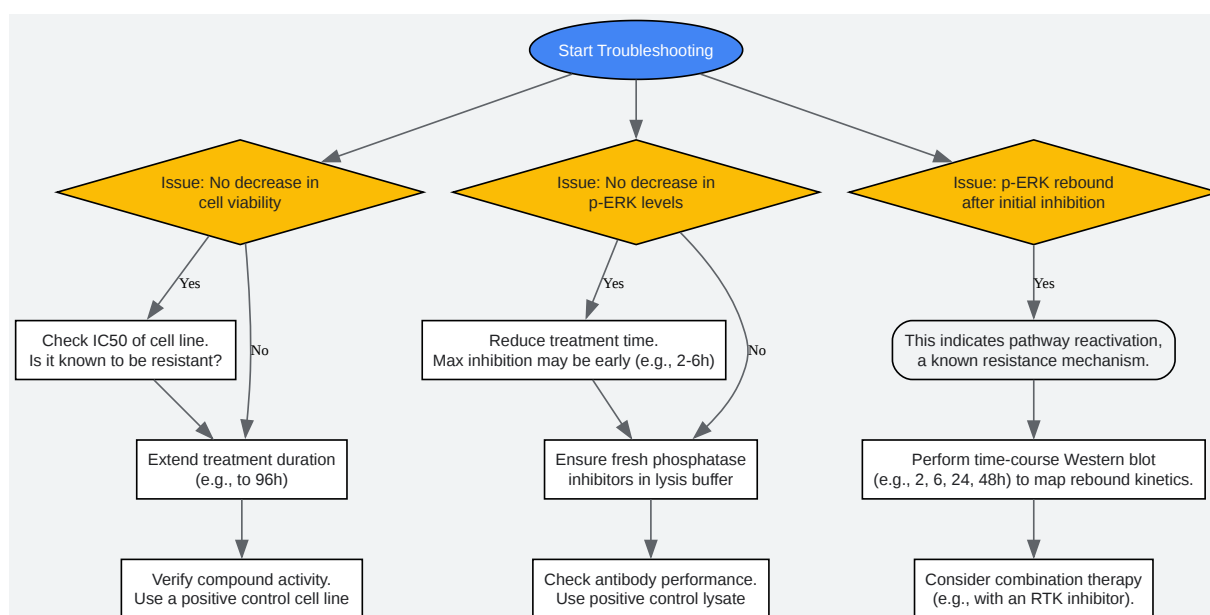 Start Troubleshooting
Issue: No decrease in
cell viability
Issue: No decrease in
p-ERK levels
Issue: p-ERK rebound
after initial inhibition
Yes
Yes
Yes
Check IC50 of cell line.
Is it known to be resistant?
No
Reduce treatment time.
Max inhibition may be early (e.g., 2-6h)
No
This indicates pathway reactivation,
a known resistance mechanism.
Extend treatment duration
(e.g., to 96h)
Ensure fresh phosphatase
inhibitors in lysis buffer
Perform time-course Western blot
(e.g., 2, 6, 24, 48h) to map rebound kinetics.
Verify compound activity.
Use a positive control cell line
Check antibody performance.
Use positive control lysate
Consider combination therapy
(e.g., with an RTK inhibitor).